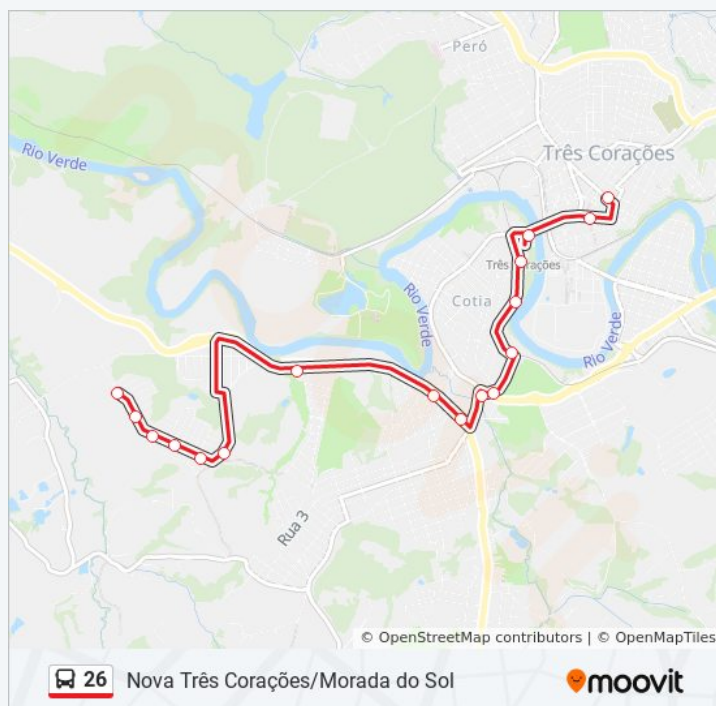 Peró
Rio Verde
Três Corações
Três Corações
Cotia
Rio Verde
Rio Verde
Rua 3
© OpenStreetMap contributors | © OpenMapTiles
26 Nova Três Corações/Morada do Sol
moovit